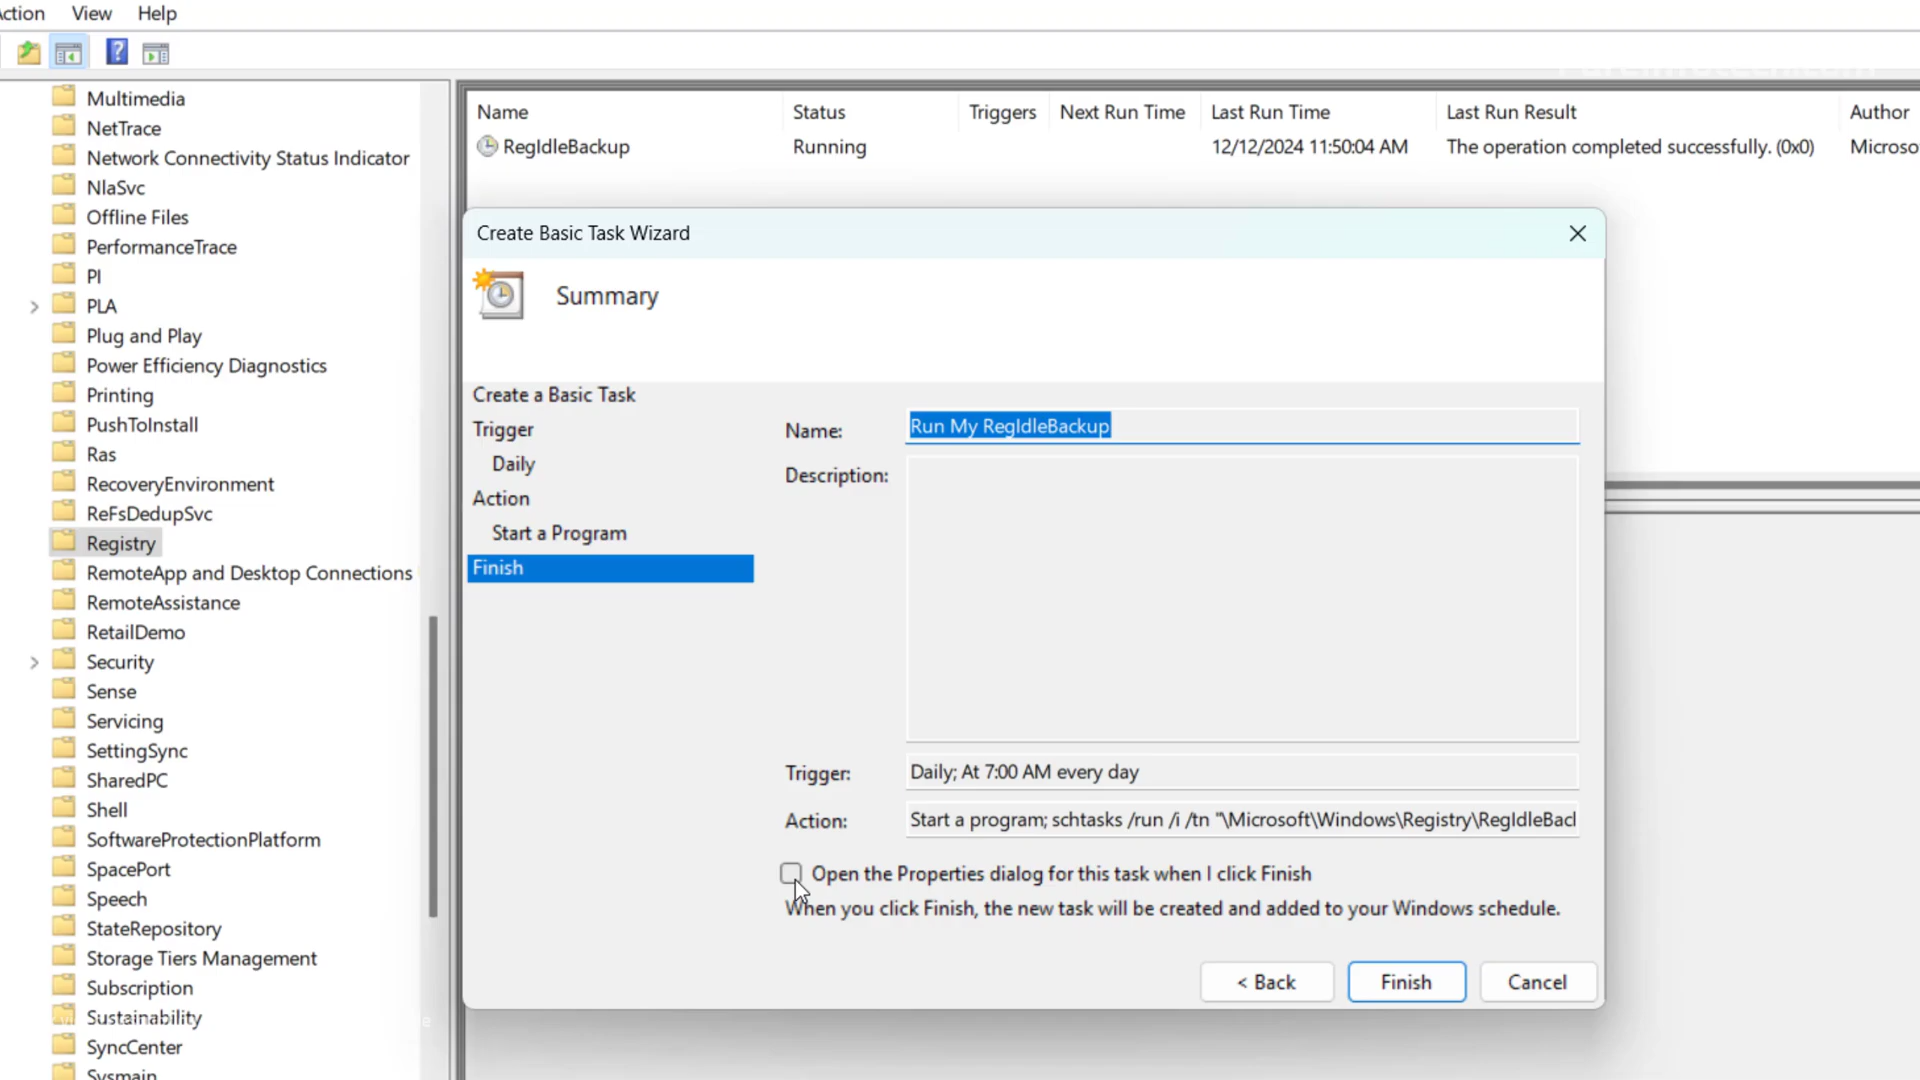 ction View Help
Multimedia
NetTrace
Network Connectivity Status Indicator
NlaSvc
Offline Files
PerformanceTrace
PI
PLA
Plug and Play
Power Efficiency Diagnostics
Printing
PushToInstall
Ras
RecoveryEnvironment
ReFsDedupSvc
Registry
RemoteApp and Desktop Connections
RemoteAssistance
RetailDemo
Security
Sense
Servicing
SettingSync
SharedPC
Shell
SoftwareProtectionPlatform
SpacePort
Speech
StateRepository
Storage Tiers Management
Subscription
Sustainability
SyncCenter
Sysmain
Name Status Triggers Next Run Time Last Run Time Last Run Result Author
RegIdleBackup Running 12/12/2024 11:50:04 AM The operation completed successfully. (0x0) Microso
Create Basic Task Wizard
Summary
Create a Basic Task
Trigger
Daily
Action
Start a Program
Finish
Name: Run My RegIdleBackup
Description:
Trigger: Daily; At 7:00 AM every day
Action: Start a program; schtasks /run /i /tn "\Microsoft\Windows\Registry\RegIdleBacl
Open the Properties dialog for this task when I click Finish
When you click Finish, the new task will be created and added to your Windows schedule.
< Back Finish Cancel